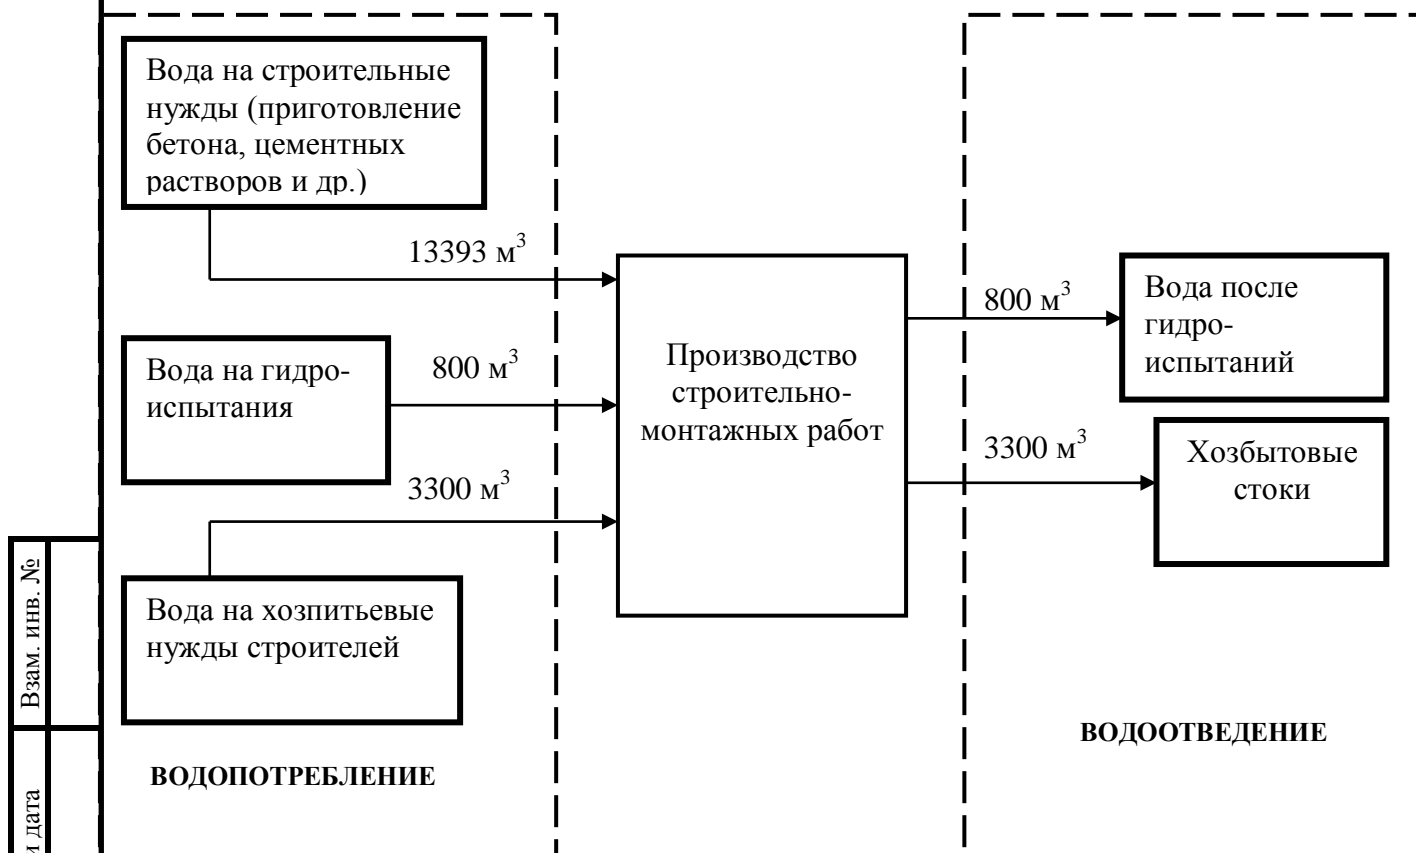 Вода на строительные
нужды (приготовление
бетона, цементных
растворов и др.)
13393 м³
Вода на гидро-
испытания
800 м³
3300 м³
Вода на хозпитьевые
нужды строителей
ВОДОПОТРЕБЛЕНИЕ
Производство
строительно-
монтажных работ
800 м³
Вода после
гидро-
испытаний
3300 м³
Хозбытовые
стоки
ВОДООТВЕДЕНИЕ
Взам. инв. №
и дата